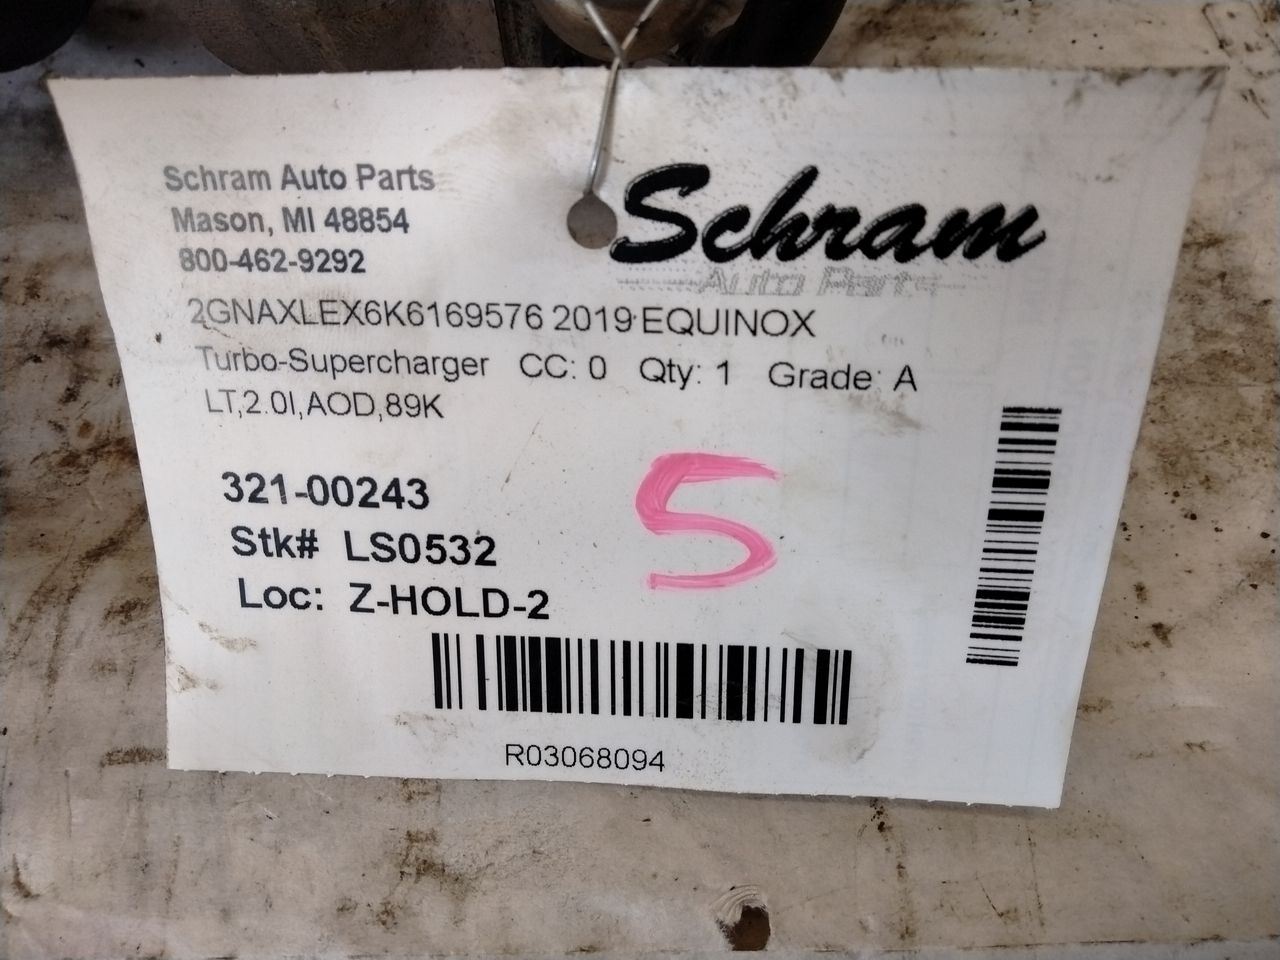 Schram Auto Parts
Mason, MI 48854
800-462-9292
Schram
Auto Parts
2GNAXLEX6K6169576 2019 EQUINOX
Turbo-Supercharger CC: 0 Qty: 1 Grade: A
LT,2.0l,AOD,89K
321-00243
Stk# LS0532
Loc: Z-HOLD-2
5
R03068094